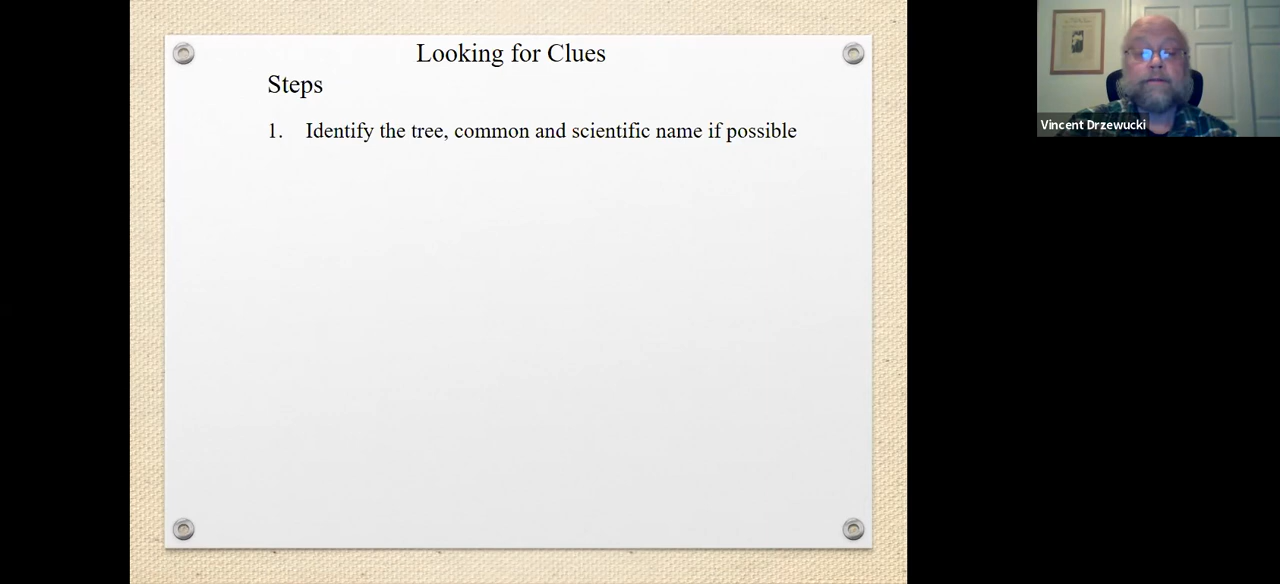 Looking for Clues
Steps
1. Identify the tree, common and scientific name if possible
Vincent Drzewucki